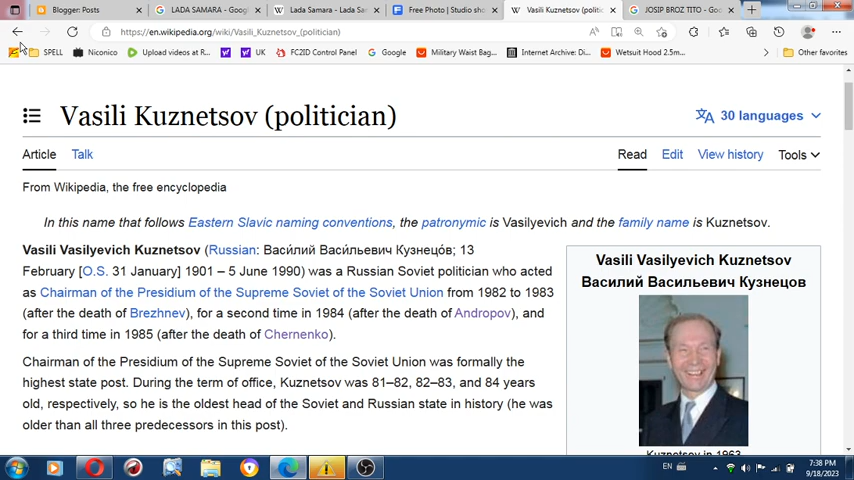 Blogger: Posts
LADA SAMARA - Googl
Lada Samara - Lada Sam
Free Photo | Studio sho
Vasili Kuznetsov (politician)
JOSIP BROZ TITO - Goo
https://en.wikipedia.org/wiki/Vasili_Kuznetsov_(politician)
SPELL
Niconico
Upload videos at R...
UK
FC2ID Control Panel
Google
Military Waist Bag...
Internet Archive: Di...
Wetsuit Hood 2.5m...
Other favorites
Vasili Kuznetsov (politician)
30 languages
Article Talk
Read Edit View history Tools
From Wikipedia, the free encyclopedia
In this name that follows Eastern Slavic naming conventions, the patronymic is Vasilyevich and the family name is Kuznetsov.
Vasili Vasilyevich Kuznetsov (Russian: Васи́лий Васи́льевич Кузнецо́в; 13
February [O.S. 31 January] 1901 – 5 June 1990) was a Russian Soviet politician who acted
as Chairman of the Presidium of the Supreme Soviet of the Soviet Union from 1982 to 1983
(after the death of Brezhnev), for a second time in 1984 (after the death of Andropov), and
for a third time in 1985 (after the death of Chernenko).
Chairman of the Presidium of the Supreme Soviet of the Soviet Union was formally the
highest state post. During the term of office, Kuznetsov was 81–82, 82–83, and 84 years
old, respectively, so he is the oldest head of the Soviet and Russian state in history (he was
older than all three predecessors in this post).
Vasili Vasilyevich Kuznetsov
Василий Васильевич Кузнецов
Kuznetsov in 1963
EN
7:38 PM
9/18/2023